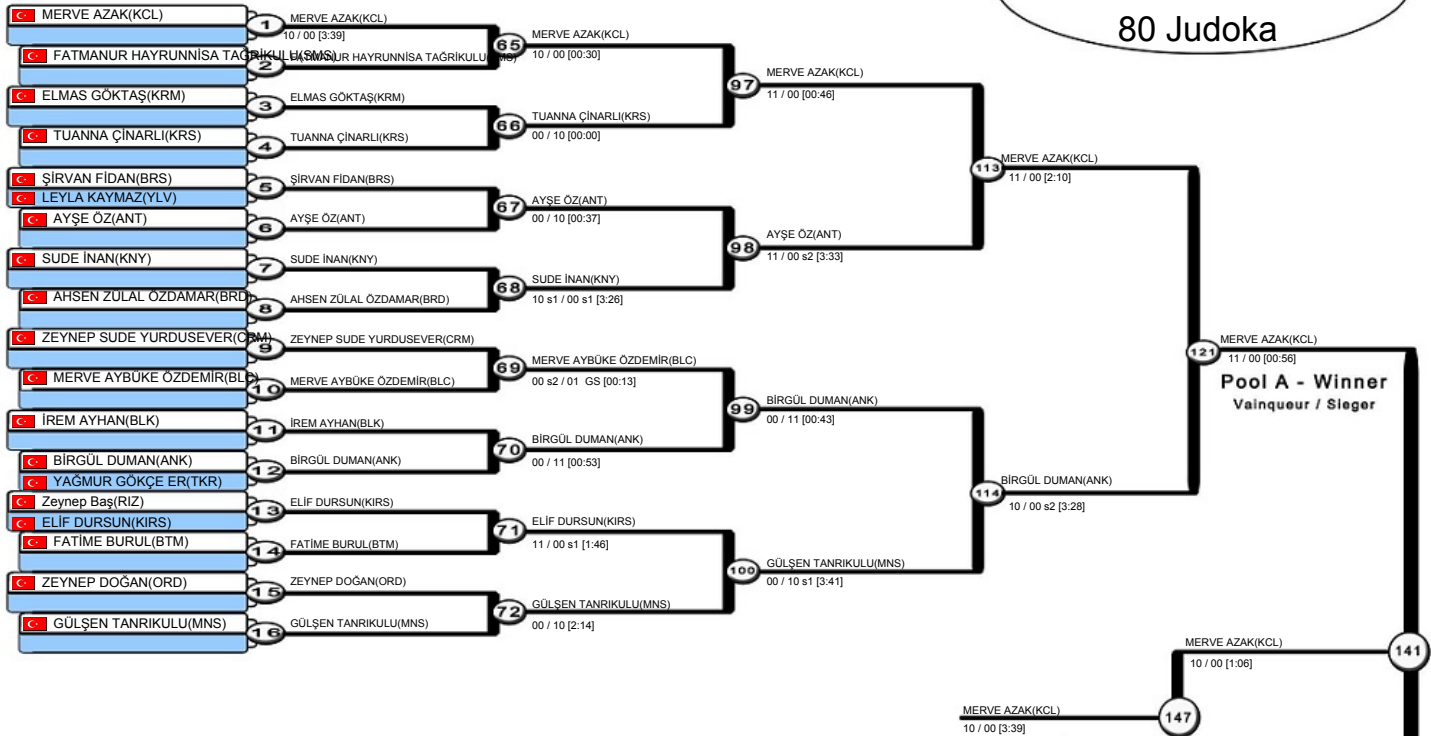 80 Judoka
MERVE AZAK(KCL)
FATMANUR HAYRUNNİSA TAĞRİKULU(SMS)
ELMAS GÖKTAŞ(KRM)
TUANNA ÇİNARLI(KRS)
ŞİRVAN FİDAN(BRS)
LEYLA KAYMAZ(YLV)
AYŞE ÖZ(ANT)
SUDE İNAN(KNY)
AHSEN ZÜLAL ÖZDAMAR(BRD)
ZEYNEP SUDE YURDUSEVER(CRM)
MERVE AYBÜKE ÖZDEMİR(BLC)
İREM AYHAN(BLK)
BİRGÜL DUMAN(ANK)
YAĞMUR GÖKÇE ER(TKR)
Zeynep Baş(RIZ)
ELİF DURSUN(KIRS)
FATİME BURUL(BTM)
ZEYNEP DOĞAN(ORD)
GÜLŞEN TANRIKULU(MNS)
1
2
3
4
5
6
7
8
9
10
11
12
13
14
15
16
MERVE AZAK(KCL)
10 / 00 [3:39]
FATMANUR HAYRUNNİSA TAĞRİKULU(SMS)
ELMAS GÖKTAŞ(KRM)
TUANNA ÇİNARLI(KRS)
ŞİRVAN FİDAN(BRS)
AYŞE ÖZ(ANT)
SUDE İNAN(KNY)
AHSEN ZÜLAL ÖZDAMAR(BRD)
ZEYNEP SUDE YURDUSEVER(CRM)
MERVE AYBÜKE ÖZDEMİR(BLC)
İREM AYHAN(BLK)
BİRGÜL DUMAN(ANK)
ELİF DURSUN(KIRS)
FATİME BURUL(BTM)
ZEYNEP DOĞAN(ORD)
GÜLŞEN TANRIKULU(MNS)
65
66
67
68
69
70
71
72
MERVE AZAK(KCL)
10 / 00 [00:30]
TUANNA ÇİNARLI(KRS)
00 / 10 [00:00]
AYŞE ÖZ(ANT)
00 / 10 [00:37]
SUDE İNAN(KNY)
10 s1 / 00 s1 [3:26]
MERVE AYBÜKE ÖZDEMİR(BLC)
00 s2 / 01 GS [00:13]
BİRGÜL DUMAN(ANK)
00 / 11 [00:53]
ELİF DURSUN(KIRS)
11 / 00 s1 [1:46]
GÜLŞEN TANRIKULU(MNS)
00 / 10 [2:14]
97
98
99
100
MERVE AZAK(KCL)
11 / 00 [00:46]
AYŞE ÖZ(ANT)
11 / 00 s2 [3:33]
BİRGÜL DUMAN(ANK)
00 / 11 [00:43]
GÜLŞEN TANRIKULU(MNS)
00 / 10 s1 [3:41]
113
114
MERVE AZAK(KCL)
11 / 00 [2:10]
BİRGÜL DUMAN(ANK)
10 / 00 s2 [3:28]
121
MERVE AZAK(KCL)
11 / 00 [00:56]
Pool A - Winner
Vainqueur / Sieger
MERVE AZAK(KCL)
10 / 00 [1:06]
141
MERVE AZAK(KCL)
10 / 00 [3:39]
147